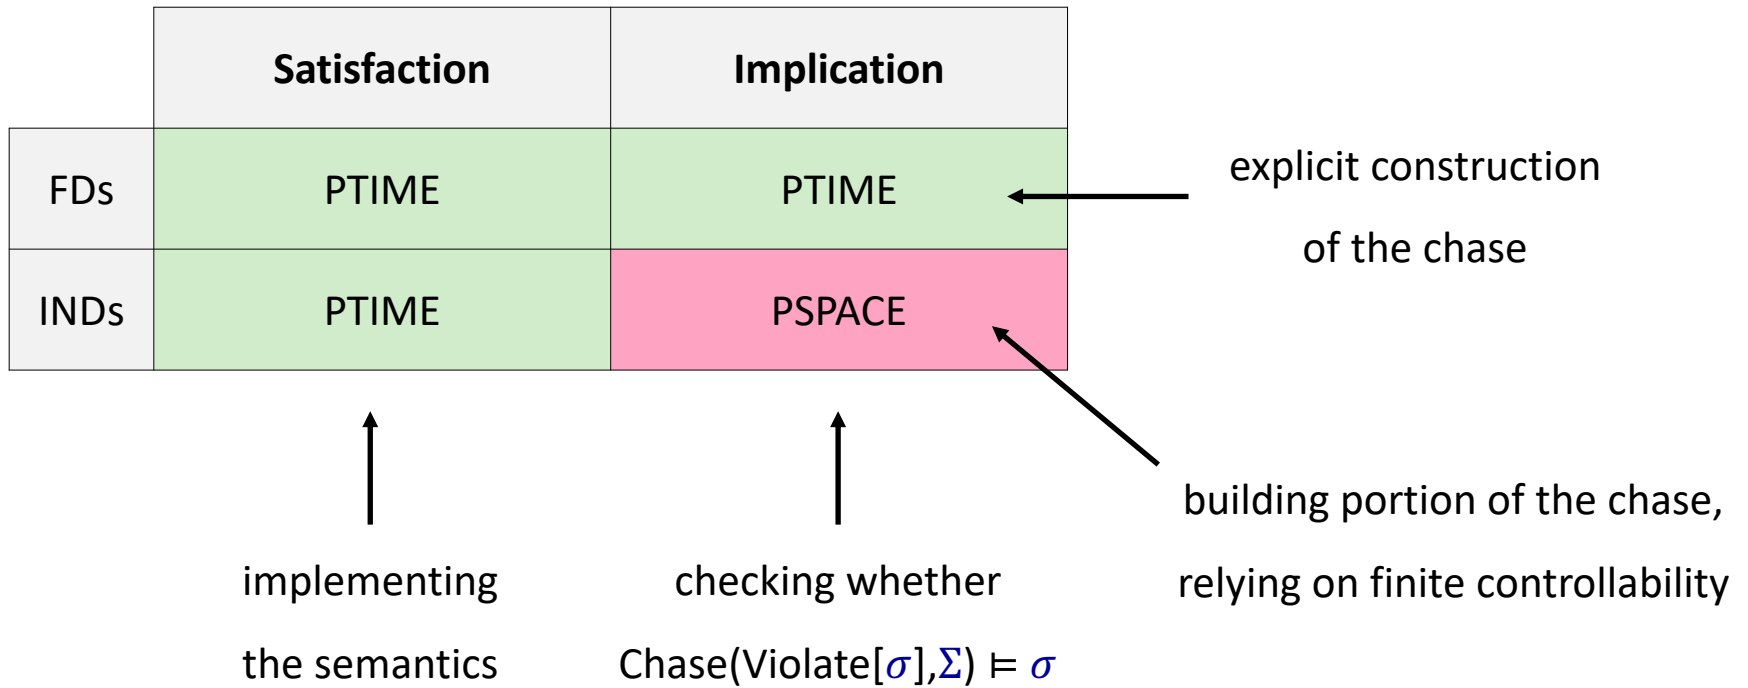 Satisfaction
Implication
FDs
PTIME
PTIME
INDs
PTIME
PSPACE
explicit construction
of the chase
building portion of the chase,
relying on finite controllability
implementing
the semantics
checking whether
Chase(Violate[𝜎],Σ) ⊨ 𝜎